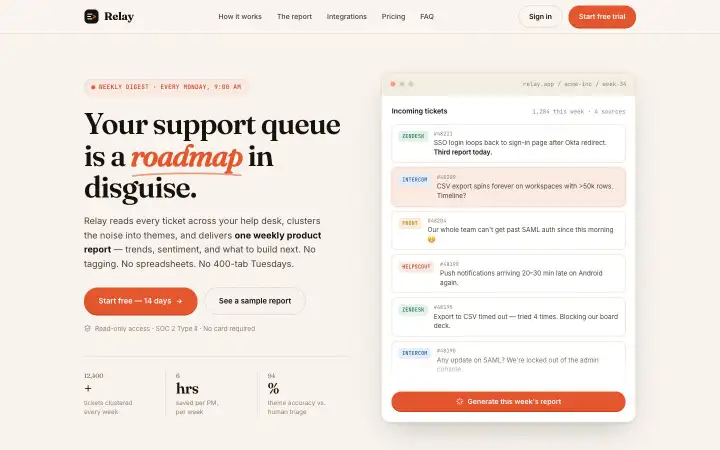 Relay
How it works
The report
Integrations
Pricing
FAQ
Sign in
Start free trial
WEEKLY DIGEST · EVERY MONDAY, 9:00 AM
Your support queue
is a roadmap in
disguise.
Relay reads every ticket across your help desk, clusters
the noise into themes, and delivers one weekly product
report — trends, sentiment, and what to build next. No
tagging. No spreadsheets. No 400-tab Tuesdays.
Start free — 14 days →
See a sample report
Read-only access · SOC 2 Type II · No card required
12,400
+
tickets clustered
every week
6
hrs
saved per PM,
per week
94
%
theme accuracy vs.
human triage
relay.app / acme-inc / week-34
Incoming tickets
1,284 this week · 4 sources
ZENDESK
#48221
SSO login loops back to sign-in page after Okta redirect.
Third report today.
INTERCOM
#48209
CSV export spins forever on workspaces with >50k rows.
Timeline?
FRONT
#48204
Our whole team can't get past SAML auth since this morning
😬
HELPSCOUT
#48199
Push notifications arriving 20–30 min late on Android
again.
ZENDESK
#48195
Export to CSV timed out — tried 4 times. Blocking our board
deck.
INTERCOM
#48190
Any update on SAML? We're locked out of the admin
console.
Generate this week's report